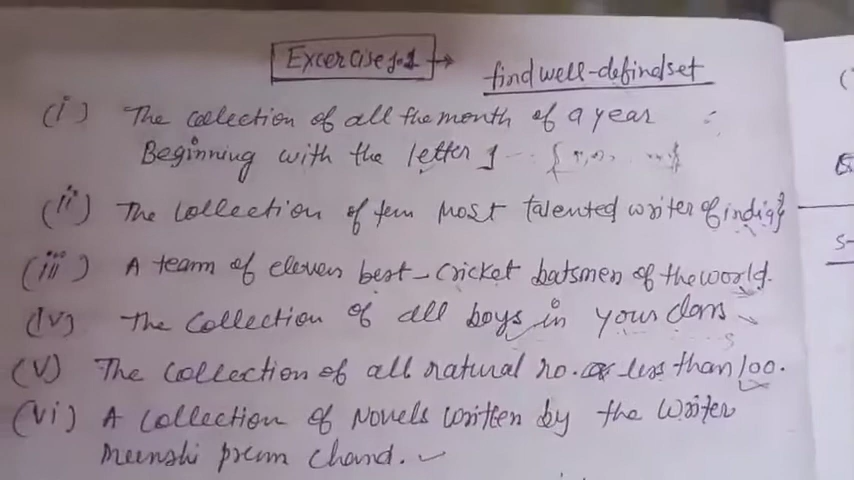 Excercise 1.1 →
find well-defind set
(i) The collection of all the month of a year
Beginning with the letter J
(ii) The collection of ten most talented writer of india
(iii) A team of eleven best-cricket batsmen of the world.
(iv) The collection of all boys in your class
(v) The collection of all natural no. less than 100.
(vi) A collection of Novels written by the writer
Munshi prem chand.